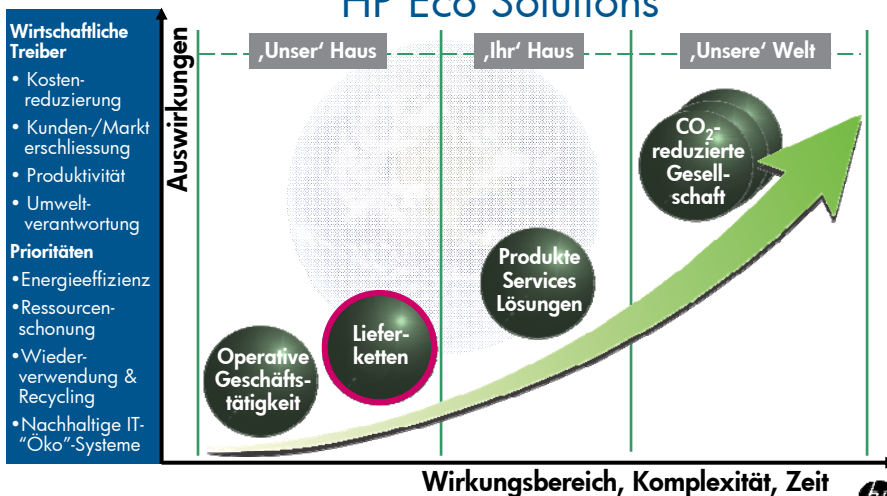 HP Eco Solutions
Wirtschaftliche
Treiber
• Kosten-
reduzierung
• Kunden-/Markt
erschliessung
• Produktivität
• Umwelt-
verantwortung
Prioritäten
•Energieeffizienz
•Ressourcen-
schonung
•Wieder-
verwendung &
Recycling
•Nachhaltige IT-
“Öko”-Systeme
Auswirkungen
‚Unser‘ Haus
‚Ihr‘ Haus
‚Unsere‘ Welt
Operative
Geschäfts-
tätigkeit
Liefer-
ketten
Produkte
Services
Lösungen
CO₂-
reduzierte
Gesell-
schaft
Wirkungsbereich, Komplexität, Zeit